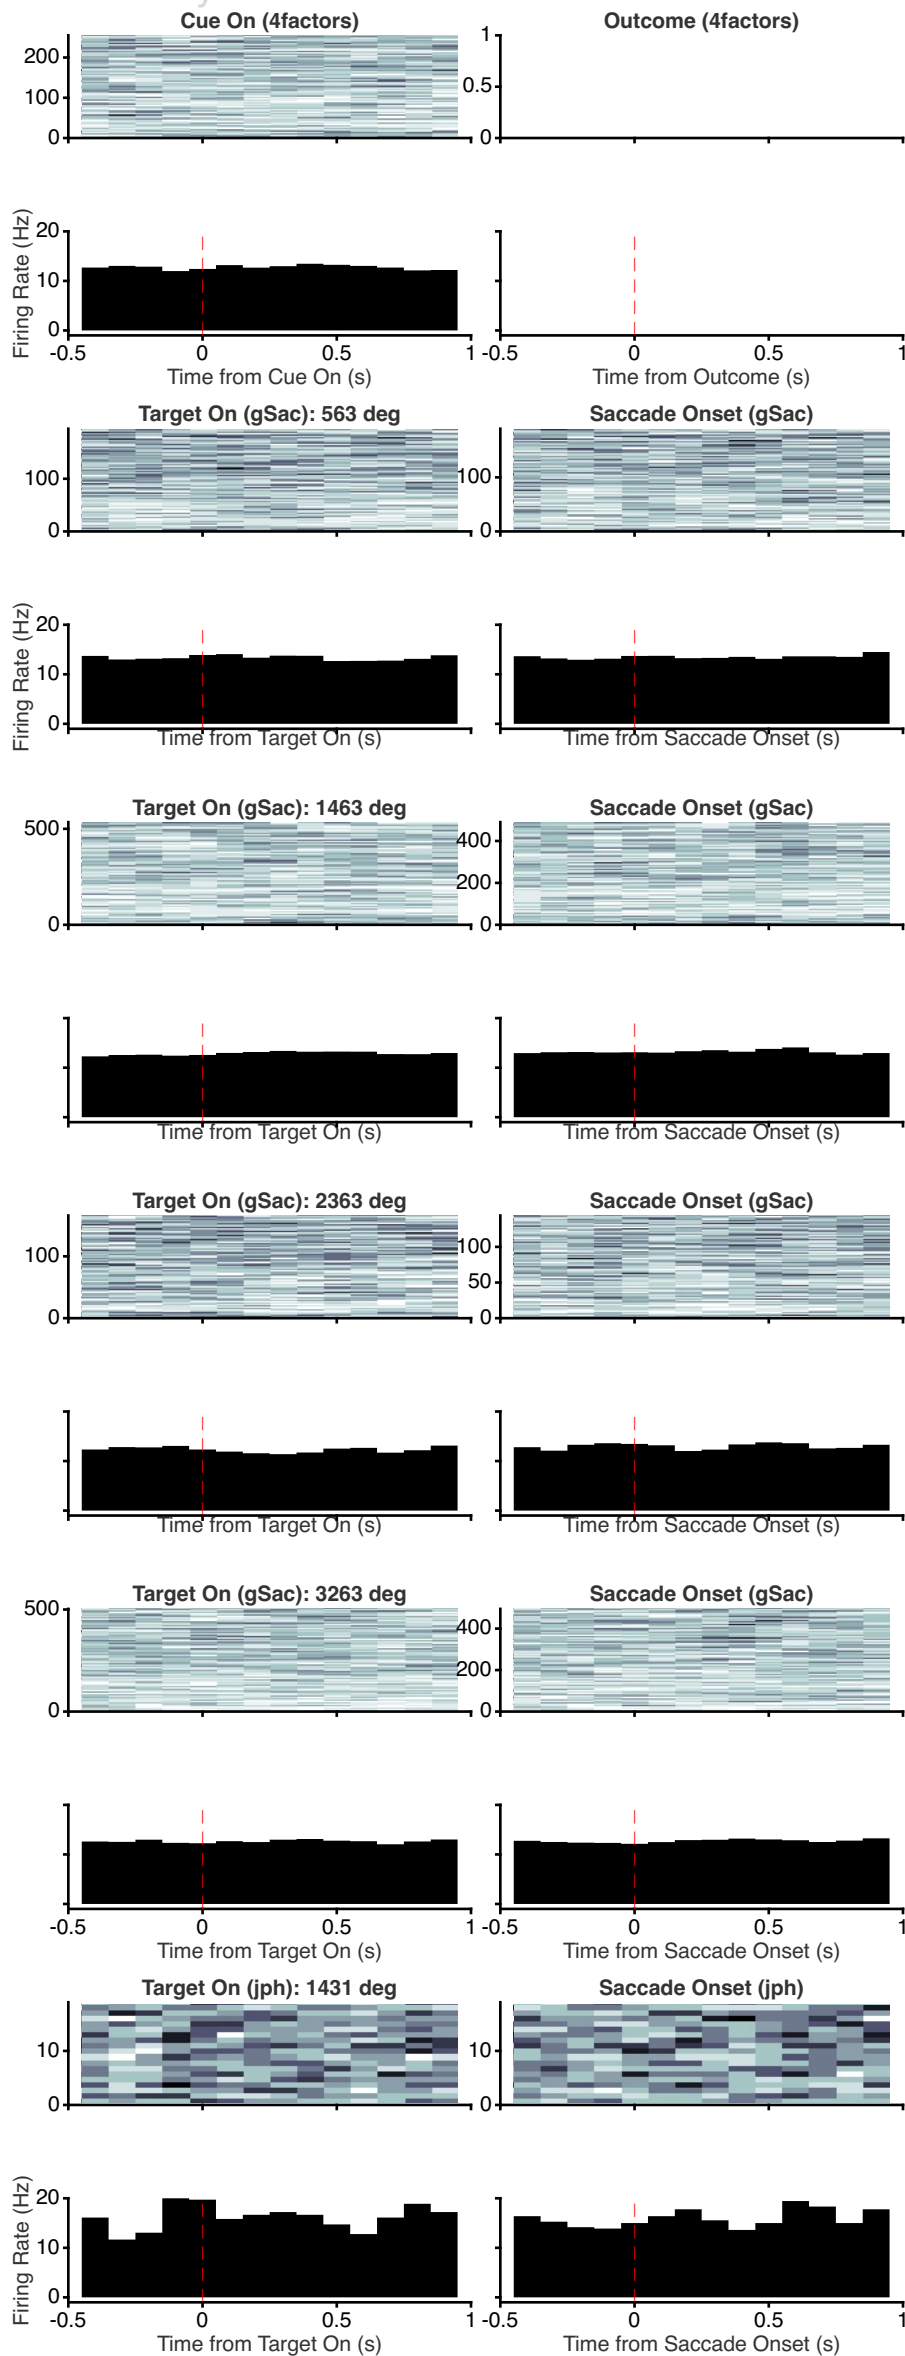 Cue On (4factors) Outcome (4factors)
200
100
0
1
0.5
0
Firing Rate (Hz)
20
10
0
-0.5 0 0.5 1
-0.5 0 0.5 1
Time from Cue On (s) Time from Outcome (s)
Target On (gSac): 563 deg Saccade Onset (gSac)
100
0
100
0
Firing Rate (Hz)
20
10
0
Time from Target On (s) Time from Saccade Onset (s)
Target On (gSac): 1463 deg Saccade Onset (gSac)
500
0
400
200
0
Time from Target On (s) Time from Saccade Onset (s)
Target On (gSac): 2363 deg Saccade Onset (gSac)
100
0
100
50
0
Time from Target On (s) Time from Saccade Onset (s)
Target On (gSac): 3263 deg Saccade Onset (gSac)
500
0
400
200
0
-0.5 0 0.5 1
-0.5 0 0.5 1
Time from Target On (s) Time from Saccade Onset (s)
Target On (jph): 1431 deg Saccade Onset (jph)
10
0
10
0
Firing Rate (Hz)
20
10
0
-0.5 0 0.5 1
-0.5 0 0.5 1
Time from Target On (s) Time from Saccade Onset (s)